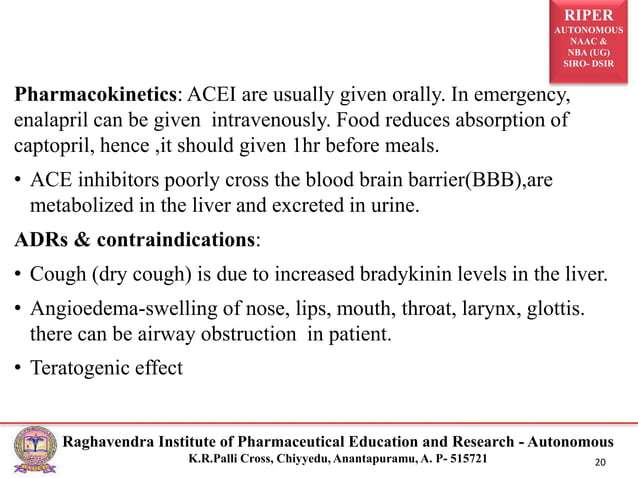 RIPER
AUTONOMOUS
NAAC &
NBA (UG)
SIRO- DSIR
Pharmacokinetics: ACEI are usually given orally. In emergency,
enalapril can be given intravenously. Food reduces absorption of
captopril, hence ,it should given 1hr before meals.
• ACE inhibitors poorly cross the blood brain barrier(BBB),are
metabolized in the liver and excreted in urine.
ADRs & contraindications:
• Cough (dry cough) is due to increased bradykinin levels in the liver.
• Angioedema-swelling of nose, lips, mouth, throat, larynx, glottis.
there can be airway obstruction in patient.
• Teratogenic effect
Raghavendra Institute of Pharmaceutical Education and Research - Autonomous
K.R.Palli Cross, Chiyyedu, Anantapuramu, A. P- 515721
20